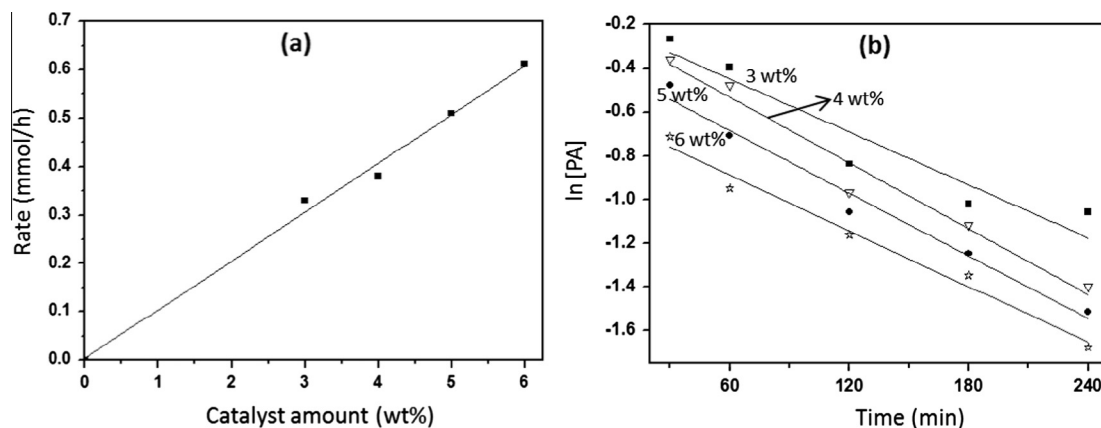 (a)
Rate (mmol/h)
0.7
0.6
0.5
0.4
0.3
0.2
0.1
0.0
0 1 2 3 4 5 6
Catalyst amount (wt%)
(b)
ln [PA]
-0.2
-0.4
-0.6
-0.8
-1.0
-1.2
-1.4
-1.6
3 wt%
4 wt%
5 wt%
6 wt%
60 120 180 240
Time (min)